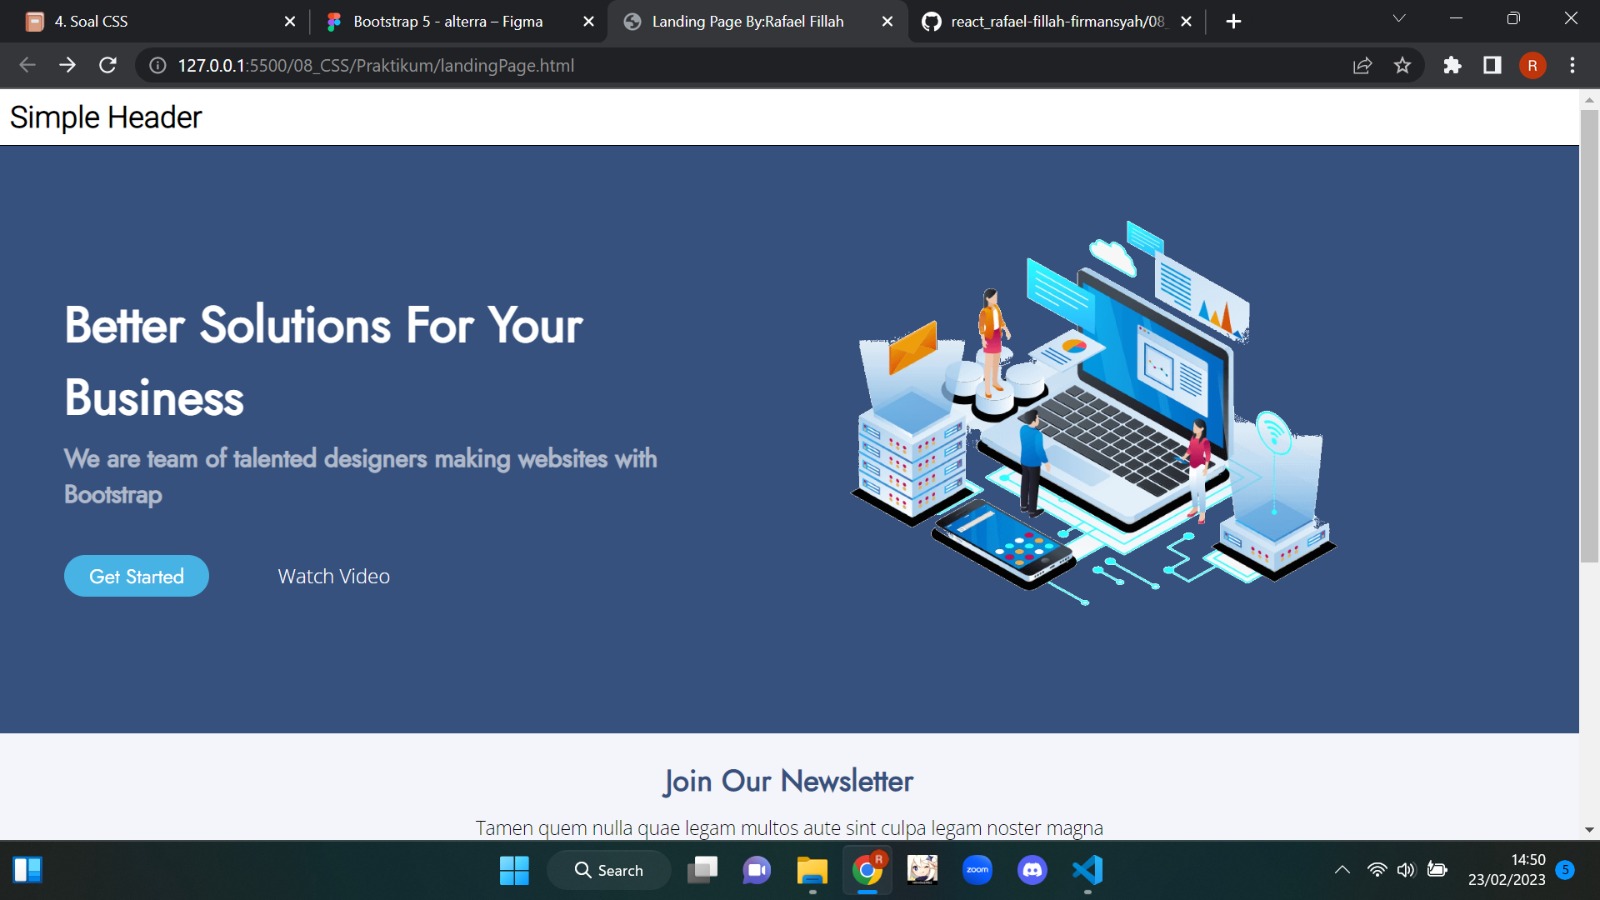 4. Soal CSS
Bootstrap 5 - alterra – Figma
Landing Page By:Rafael Fillah
react_rafael-fillah-firmansyah/08_
127.0.0.1:5500/08_CSS/Praktikum/landingPage.html
R
Simple Header
Better Solutions For Your
Business
We are team of talented designers making websites with
Bootstrap
Get Started
Watch Video
Join Our Newsletter
Tamen quem nulla quae legam multos aute sint culpa legam noster magna
Search
R
zoom
14:50
23/02/2023
5